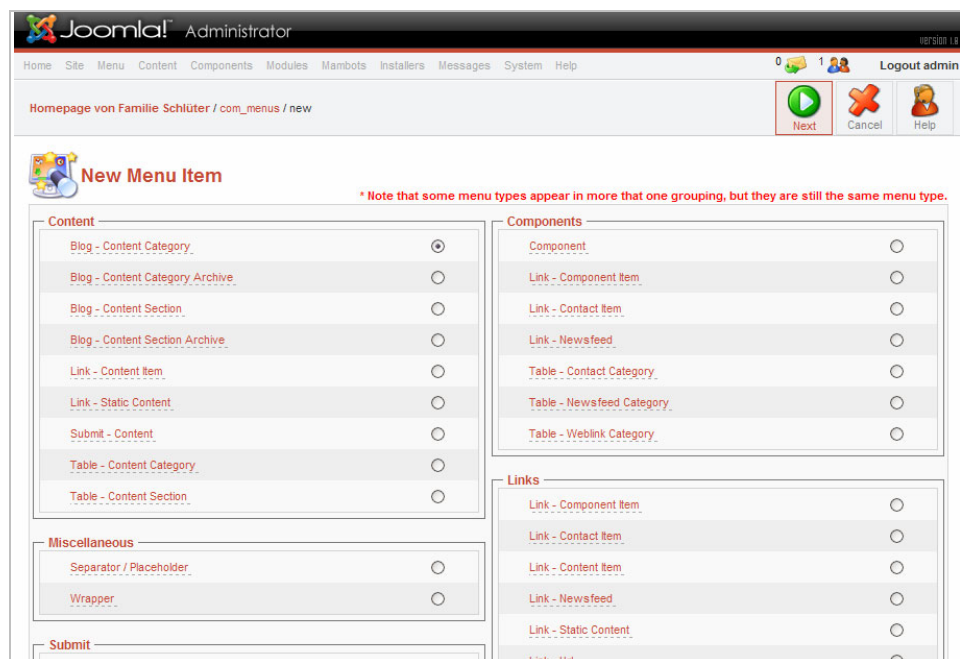 Joomla!™ Administrator
version 1.0
Home Site Menu Content Components Modules Mambots Installers Messages System Help
0 1 Logout admin
Homepage von Familie Schlüter / com_menus / new
Next Cancel Help
New Menu Item
* Note that some menu types appear in more that one grouping, but they are still the same menu type.
Content
Blog - Content Category
Blog - Content Category Archive
Blog - Content Section
Blog - Content Section Archive
Link - Content Item
Link - Static Content
Submit - Content
Table - Content Category
Table - Content Section
Miscellaneous
Separator / Placeholder
Wrapper
Submit
Components
Component
Link - Component Item
Link - Contact Item
Link - Newsfeed
Table - Contact Category
Table - Newsfeed Category
Table - Weblink Category
Links
Link - Component Item
Link - Contact Item
Link - Content Item
Link - Newsfeed
Link - Static Content